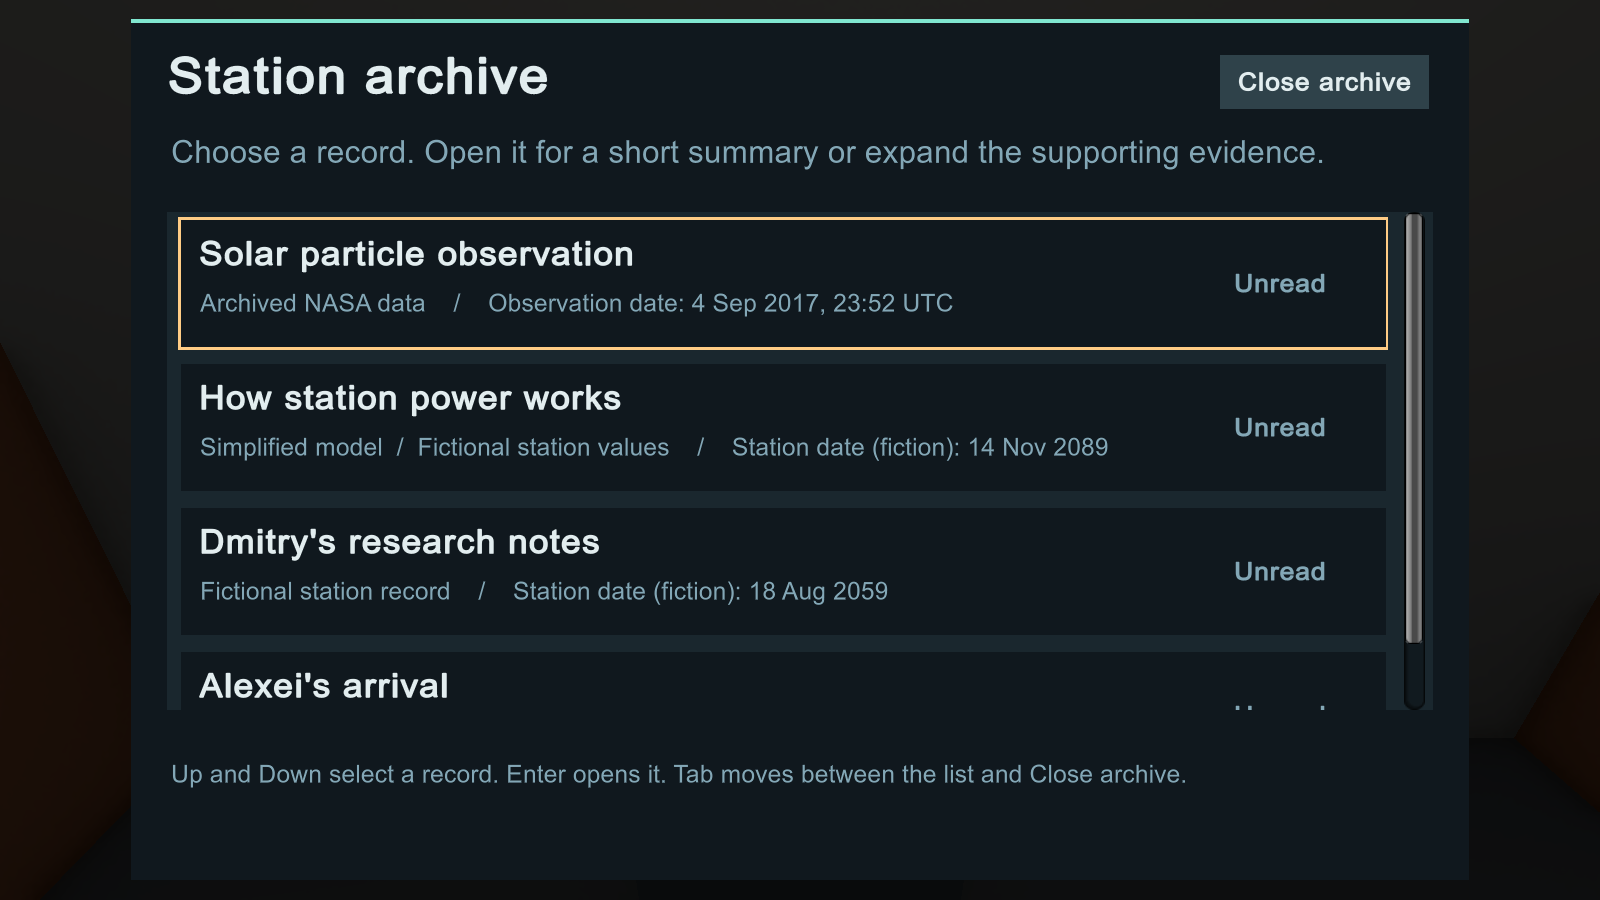 Station archive
Close archive
Choose a record. Open it for a short summary or expand the supporting evidence.
Solar particle observation
Archived NASA data / Observation date: 4 Sep 2017, 23:52 UTC
Unread
How station power works
Simplified model / Fictional station values / Station date (fiction): 14 Nov 2089
Unread
Dmitry's research notes
Fictional station record / Station date (fiction): 18 Aug 2059
Unread
Alexei's arrival
Up and Down select a record. Enter opens it. Tab moves between the list and Close archive.